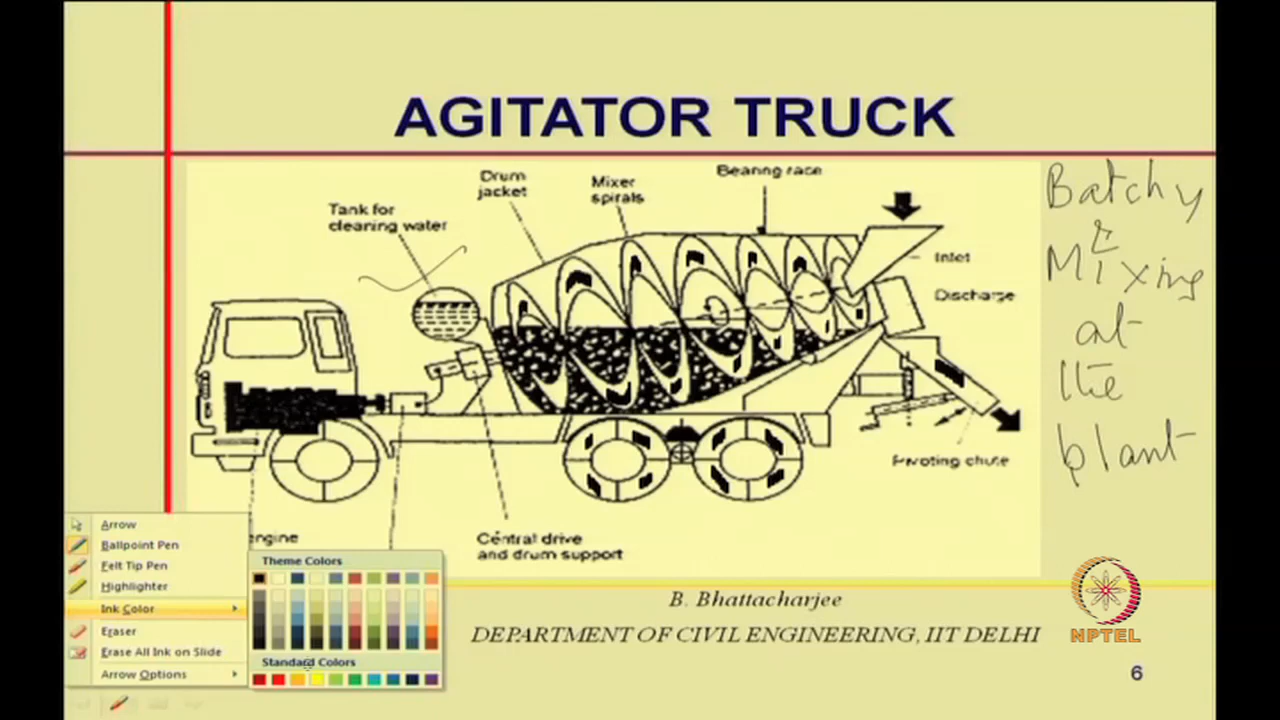 AGITATOR TRUCK
Drum
jacket
Mixer
spirals
Bearing race
Tank for
cleaning water
Inlet
Discharge
Pivoting chute
engine
Central drive
and drum support
Batchy
&
Mixing
at
the
plant
Arrow
Ballpoint Pen
Felt Tip Pen
Highlighter
Ink Color
Eraser
Erase All Ink on Slide
Arrow Options
Theme Colors
Standard Colors
B. Bhattacharjee
DEPARTMENT OF CIVIL ENGINEERING, IIT DELHI
NPTEL
6